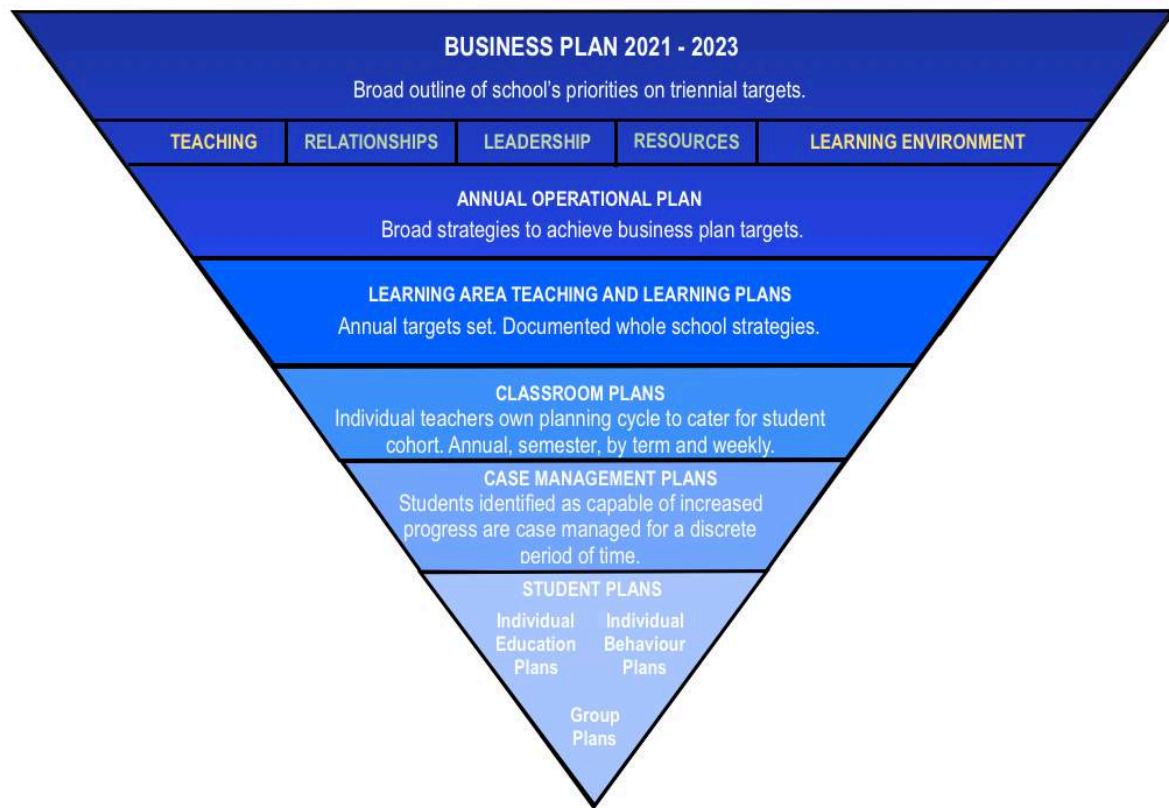 BUSINESS PLAN 2021 - 2023
Broad outline of school's priorities on triennial targets.
TEACHING RELATIONSHIPS LEADERSHIP RESOURCES LEARNING ENVIRONMENT
ANNUAL OPERATIONAL PLAN
Broad strategies to achieve business plan targets.
LEARNING AREA TEACHING AND LEARNING PLANS
Annual targets set. Documented whole school strategies.
CLASSROOM PLANS
Individual teachers own planning cycle to cater for student
cohort. Annual, semester, by term and weekly.
CASE MANAGEMENT PLANS
Students identified as capable of increased
progress are case managed for a discrete
period of time.
STUDENT PLANS
Individual
Education
Plans
Individual
Behaviour
Plans
Group
Plans